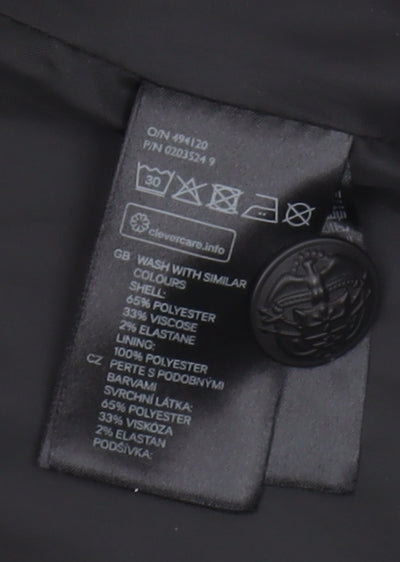 O/N 494120
P/N 0203524 9
30
clevercare.info
GB WASH WITH SIMILAR
COLOURS
SHELL:
65% POLYESTER
33% VISCOSE
2% ELASTANE
LINING:
100% POLYESTER
CZ PERTE S PODOBNÝMI
BARVAMI
SVRCHNÍ LÁTKA:
65% POLYESTER
33% VISKÓZA
2% ELASTAN
PODŠÍVKA: